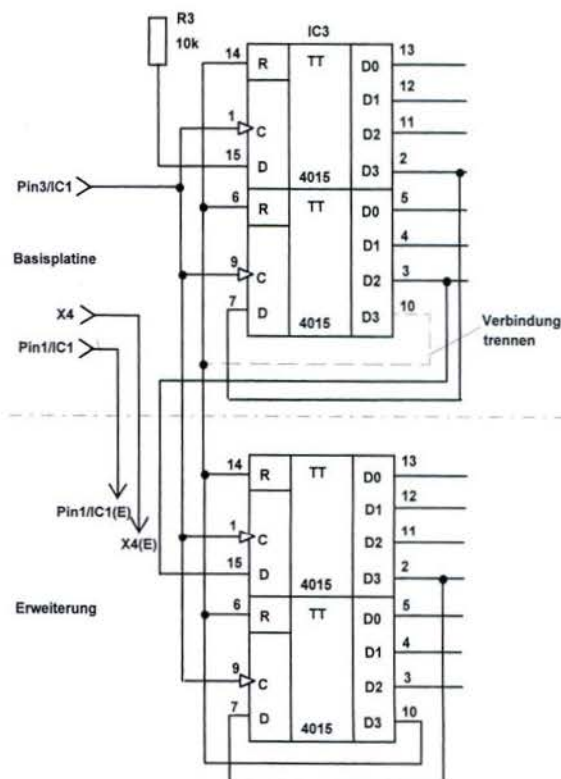 R3
10k
IC3
14 R TT D0 13
D1 12
1 C D2 11
15 D 4015 D3 2
Pin3/IC1
6 R TT D0 5
D1 4
Basisplatine
9 C D2 3
7 D 4015 D3 10
X4
Pin1/IC1
Verbindung
trennen
14 R TT D0 13
Pin1/IC1(E)
D1 12
1 C D2 11
X4(E)
15 D 4015 D3 2
Erweiterung
6 R TT D0 5
D1 4
9 C D2 3
7 D 4015 D3 10